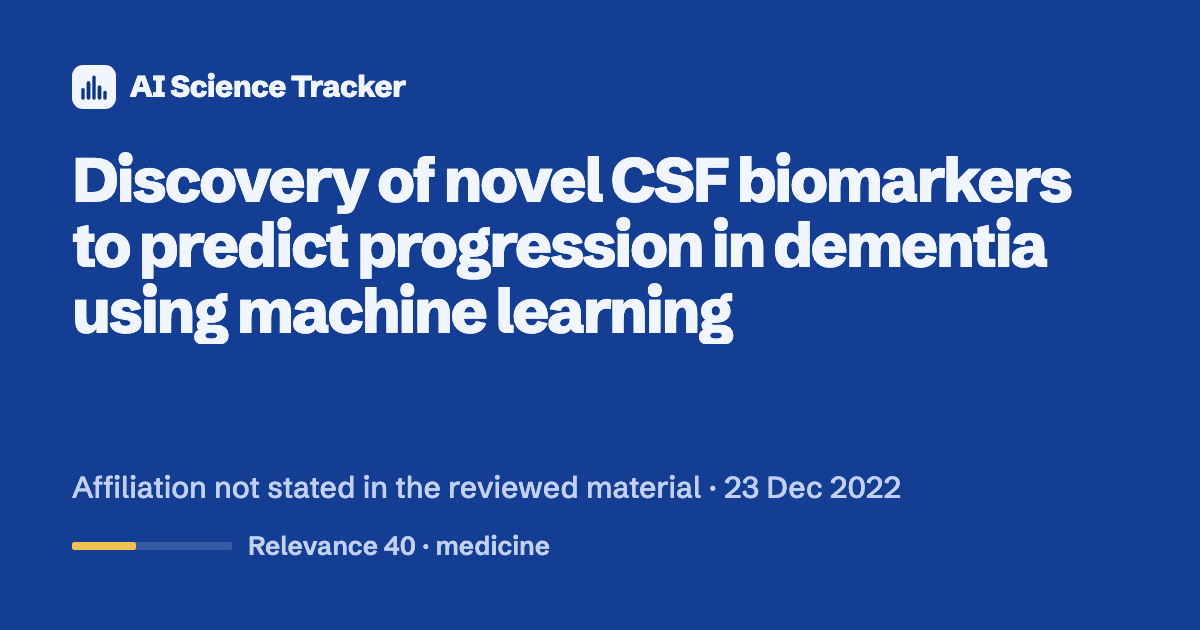 AI Science Tracker
Discovery of novel CSF biomarkers
to predict progression in dementia
using machine learning
Affiliation not stated in the reviewed material · 23 Dec 2022
Relevance 40 · medicine